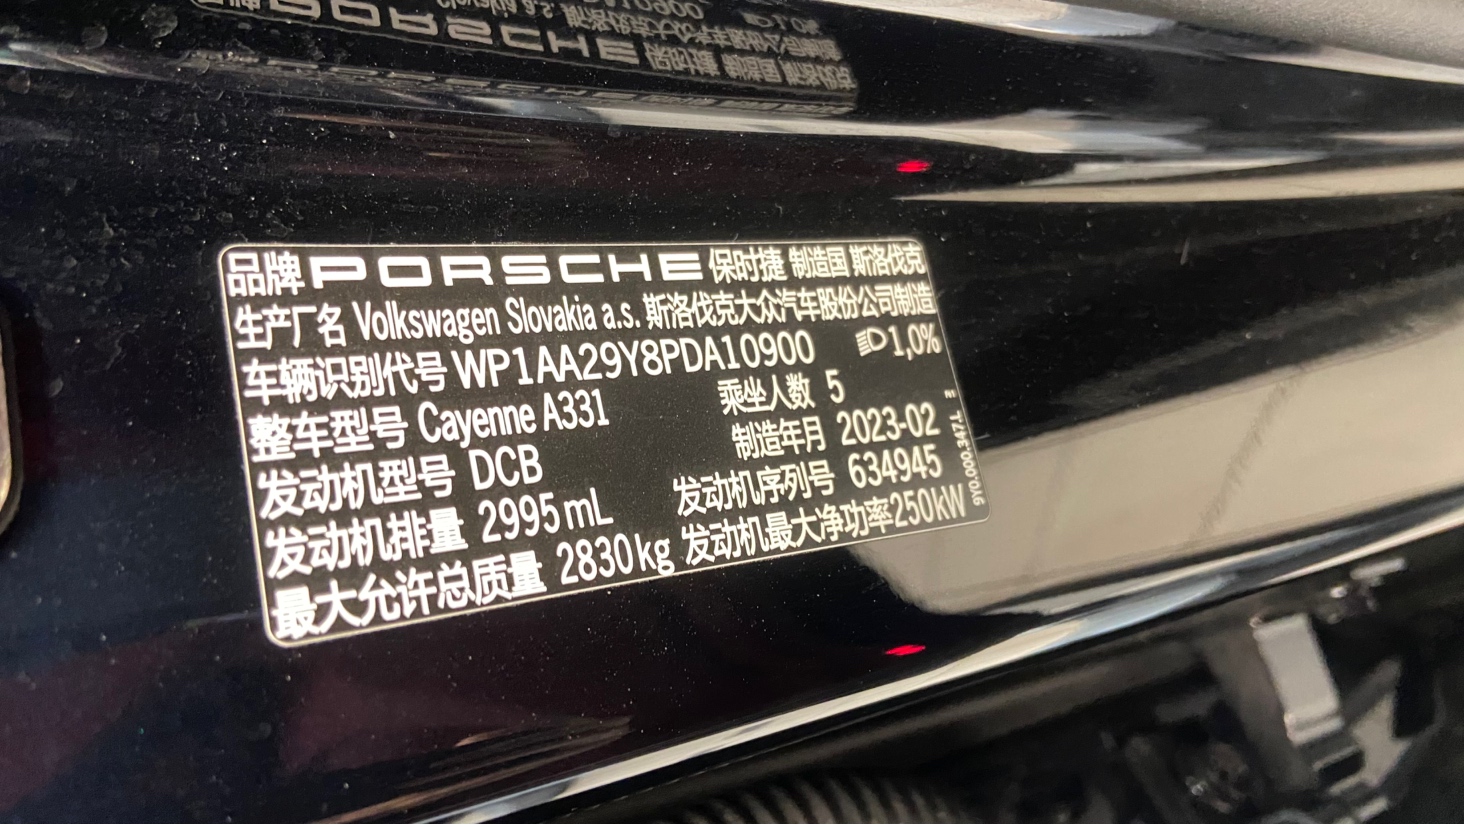 品牌 PORSCHE 保时捷 制造国 斯洛伐克
生产厂名 Volkswagen Slovakia a.s. 斯洛伐克大众汽车股份公司制造
车辆识别代号 WP1AA29Y8PDA10900 1,0%
整车型号 Cayenne A331 乘坐人数 5
发动机型号 DCB 制造年月 2023-02
发动机排量 2995 mL 发动机序列号 634945
最大允许总质量 2830 kg 发动机最大净功率 250kW
9Y0.000.347.L